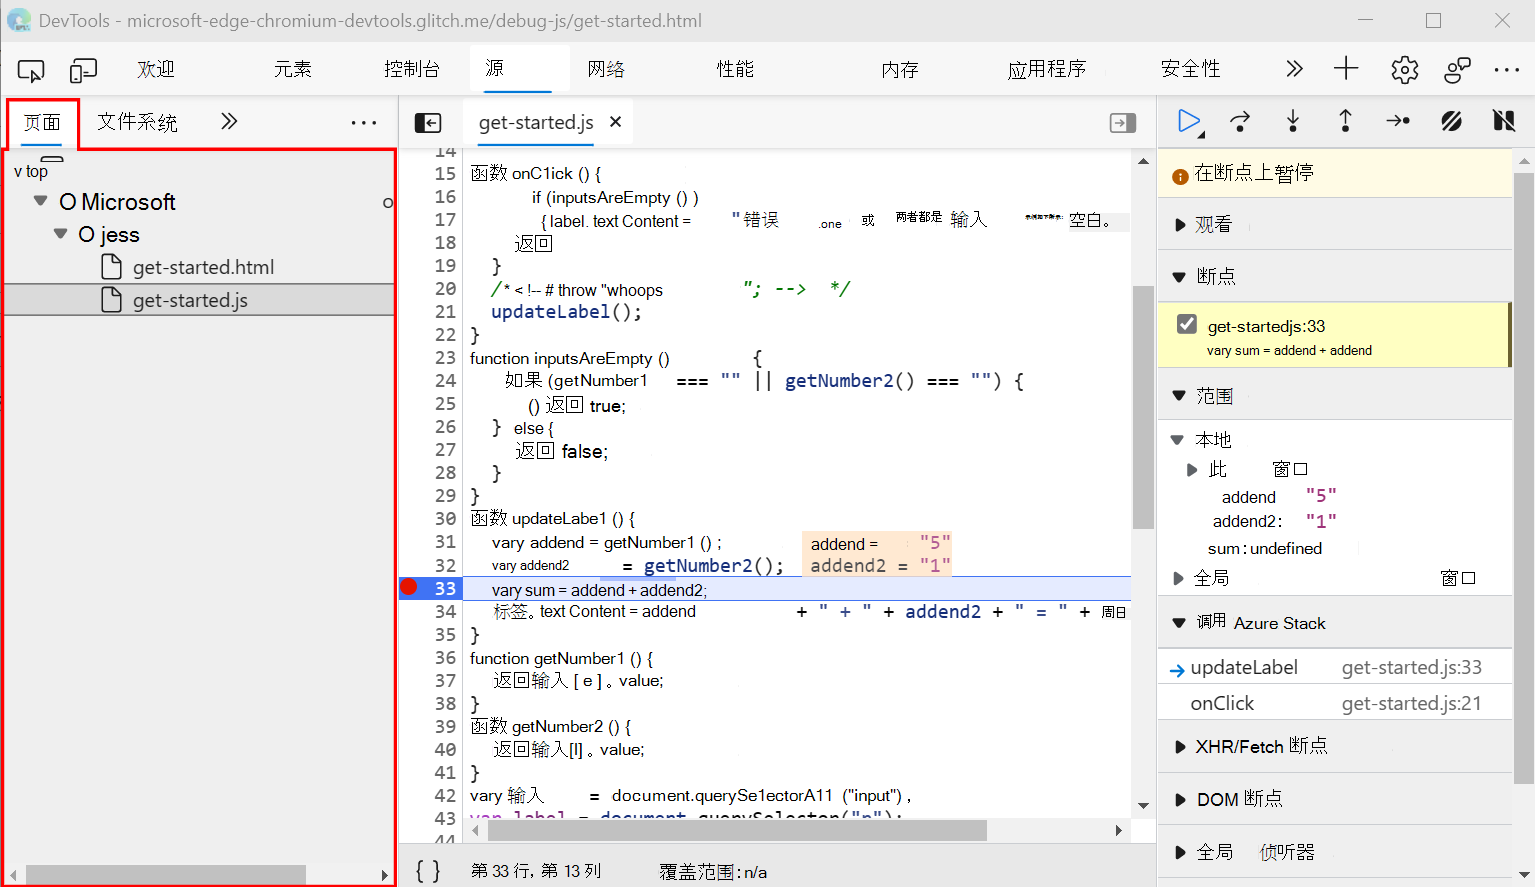 DevTools - microsoft-edge-chromium-devtools.glitch.me/debug-js/get-started.html
欢迎 元素 控制台 源 网络 性能 内存 应用程序 安全性
页面 文件系统
get-started.js
v top
O Microsoft
O jess
get-started.html
get-started.js
14
15 函数 onC1ick () {
16 if (inputsAreEmpty () )
17 { label. text Content = "错误 .one 或 两者都是 输入 空白。
18 返回
19 }
20 /* < !-- # throw "whoops "; --> */
21 updateLabel();
22 }
23 function inputsAreEmpty () {
24 如果 (getNumber1 === "" || getNumber2() === "") {
25 () 返回 true;
26 } else {
27 返回 false;
28 }
29 }
30 函数 updateLabe1 () {
31 vary addend = getNumber1 () ; addend = "5"
32 vary addend2 = getNumber2(); addend2 = "1"
33 vary sum = addend + addend2;
34 标签。text Content = addend + " + " + addend2 + " = " + 周日
35 }
36 function getNumber1 () {
37 返回输入 [ e ] 。value;
38 }
39 函数 getNumber2 () {
40 返回输入[l] 。value;
41 }
42 vary 输入 = document.querySe1ectorA11 ("input") ,
43 var label = document.querySelector("p");
44
{ } 第 33 行, 第 13 列 覆盖范围: n/a
在断点上暂停
观看
断点
get-startedjs:33
vary sum = addend + addend
范围
本地
此 窗口
addend "5"
addend2: "1"
sum: undefined
全局 窗口
调用 Azure Stack
updateLabel get-started.js:33
onClick get-started.js:21
XHR/Fetch 断点
DOM 断点
全局 侦听器